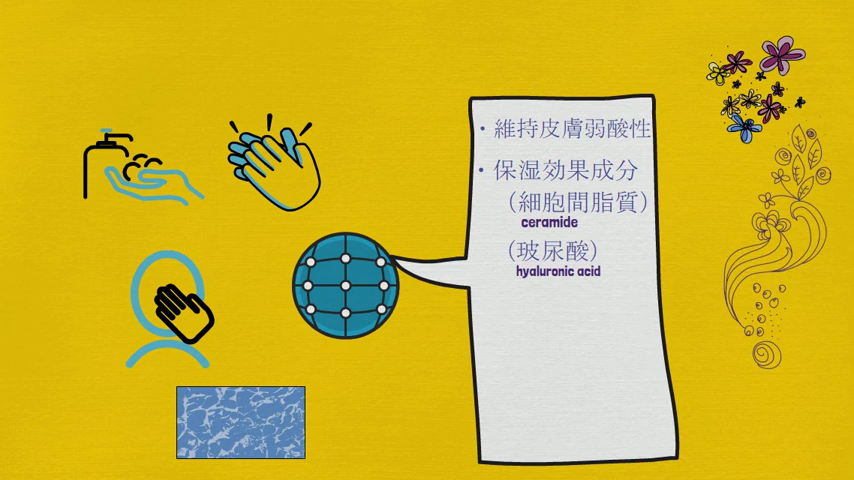 ・維持皮膚弱酸性
・保湿効果成分
（細胞間脂質）
ceramide
（玻尿酸）
hyaluronic acid